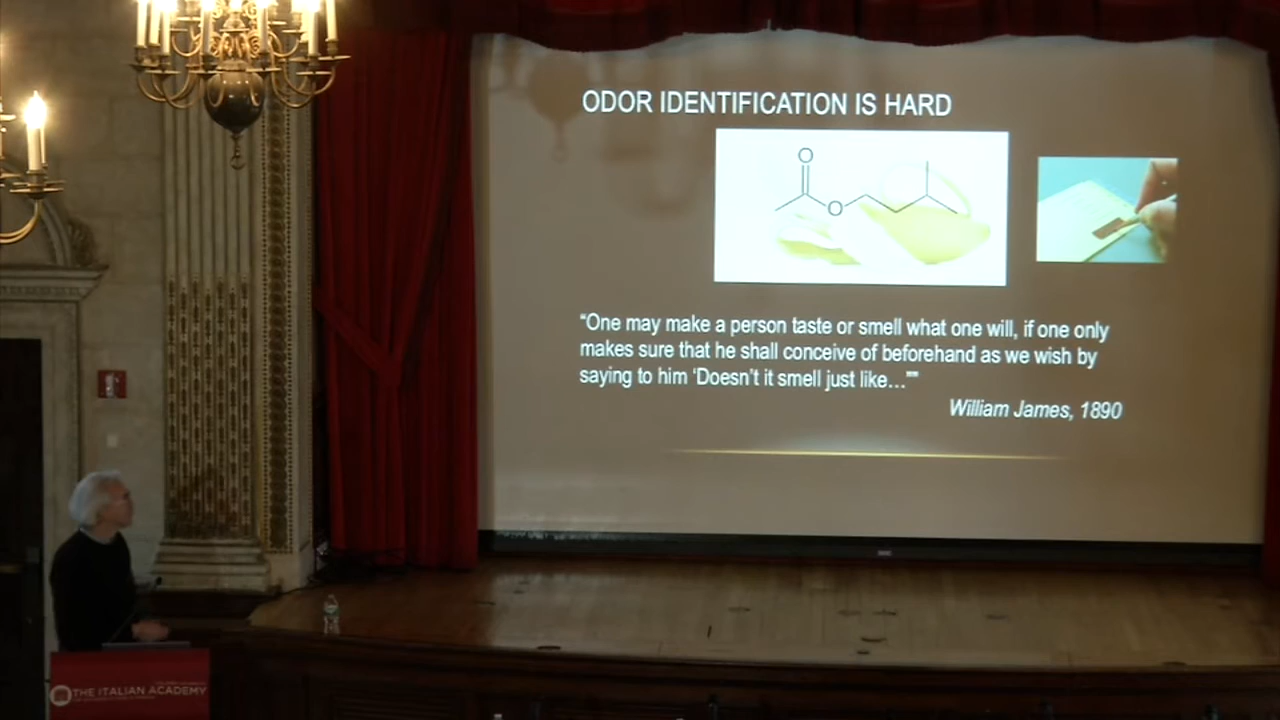 ODOR IDENTIFICATION IS HARD
O
O
“One may make a person taste or smell what one will, if one only
makes sure that he shall conceive of beforehand as we wish by
saying to him ‘Doesn’t it smell just like…’”
William James, 1890
THE ITALIAN ACADEMY